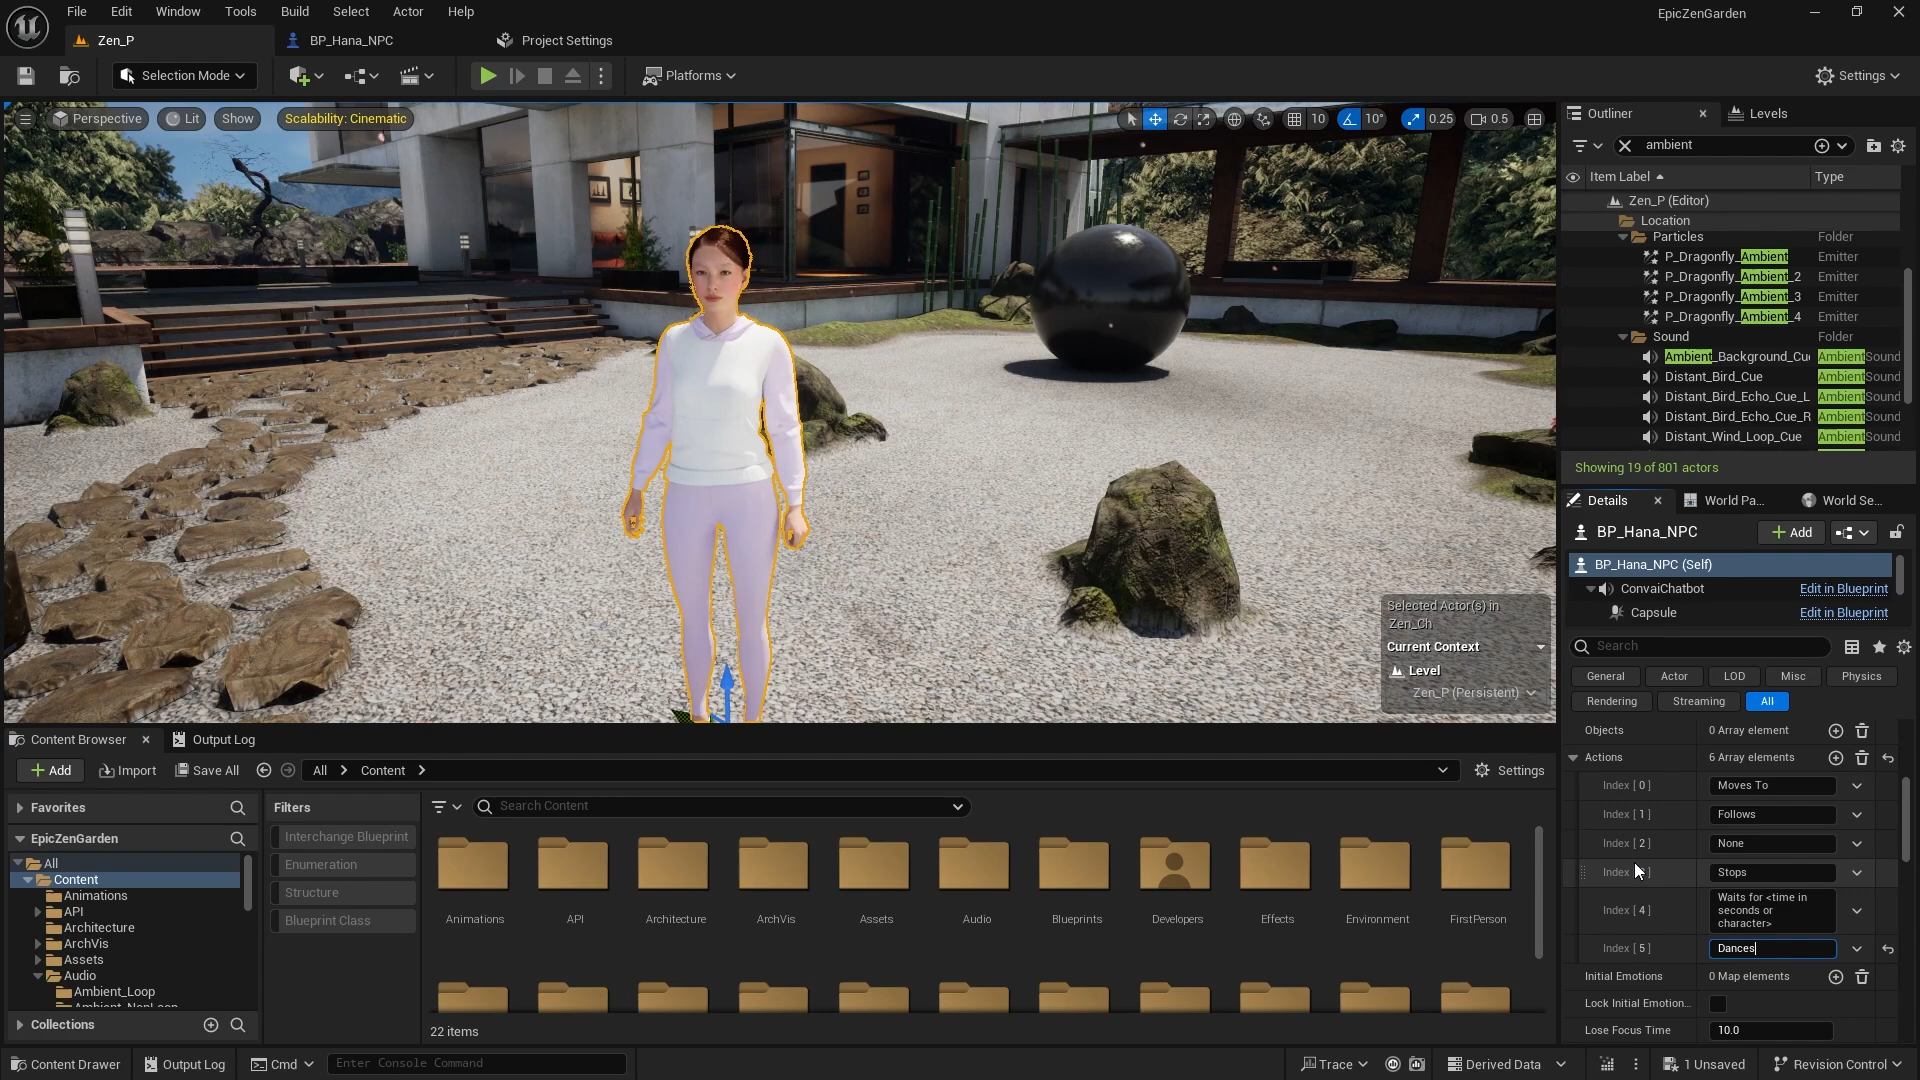 File Edit Window Tools Build Select Actor Help
EpicZenGarden
Zen_P
BP_Hana_NPC
Project Settings
Selection Mode
Platforms
Settings
Perspective
Lit
Show
Scalability: Cinematic
10
10°
0.25
0.5
Selected Actor(s) in
Zen_Ch
Current Context
Level
Zen_P (Persistent)
Outliner
Levels
ambient
Item Label
Type
Zen_P (Editor)
Location
Particles Folder
P_Dragonfly_Ambient Emitter
P_Dragonfly_Ambient_2 Emitter
P_Dragonfly_Ambient_3 Emitter
P_Dragonfly_Ambient_4 Emitter
Sound Folder
Ambient_Background_Cu AmbientSound
Distant_Bird_Cue AmbientSound
Distant_Bird_Echo_Cue_L AmbientSound
Distant_Bird_Echo_Cue_R AmbientSound
Distant_Wind_Loop_Cue AmbientSound
Showing 19 of 801 actors
Details
World Pa...
World Se...
BP_Hana_NPC
Add
BP_Hana_NPC (Self)
ConvaiChatbot Edit in Blueprint
Capsule Edit in Blueprint
Search
General Actor LOD Misc Physics
Rendering Streaming All
Objects 0 Array element
Actions 6 Array elements
Index [ 0 ] Moves To
Index [ 1 ] Follows
Index [ 2 ] None
Index ] Stops
Index [ 4 ] Waits for <time in
seconds or
character>
Index [ 5 ] Dances
Initial Emotions 0 Map elements
Lock Initial Emotion...
Lose Focus Time 10.0
Content Browser
Output Log
Add
Import
Save All
All
Content
Settings
Favorites
EpicZenGarden
All
Content
Animations
API
Architecture
ArchVis
Assets
Audio
Ambient_Loop
Collections
Filters
Interchange Blueprint
Enumeration
Structure
Blueprint Class
Search Content
Animations API Architecture ArchVis Assets Audio Blueprints Developers Effects Environment FirstPerson
22 items
Content Drawer
Output Log
Cmd
Enter Console Command
Trace
Derived Data
1 Unsaved
Revision Control